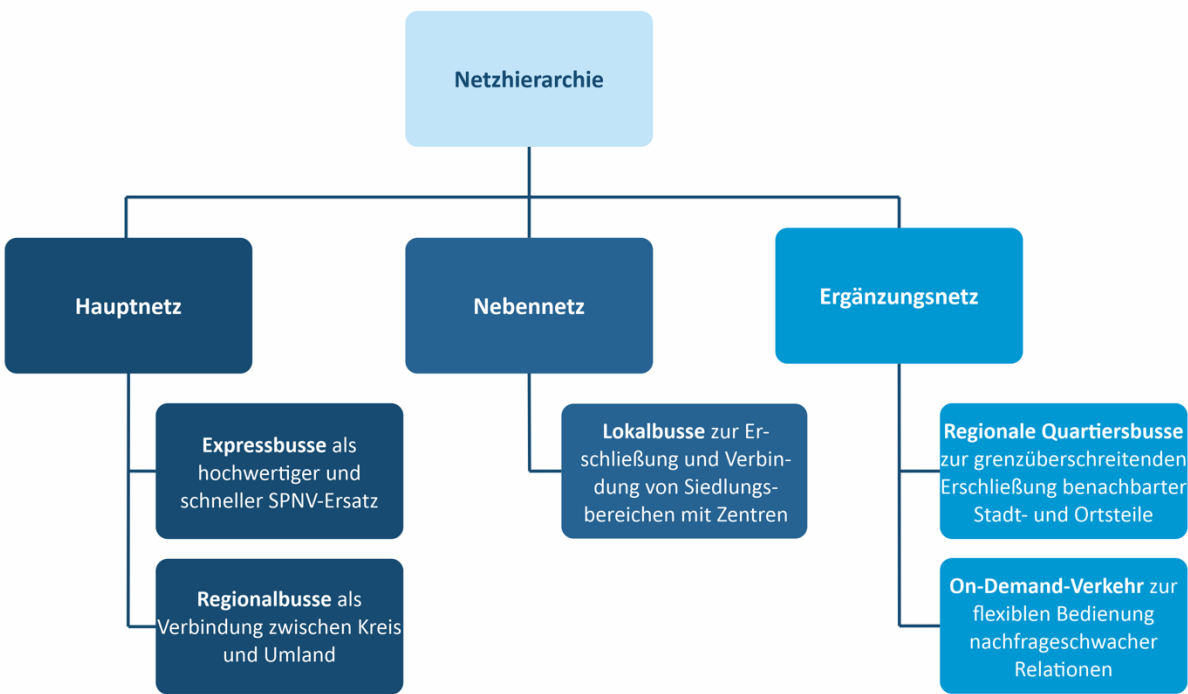 Netzhierarchie
Hauptnetz
Nebennetz
Ergänzungsnetz
Expressbusse als
hochwertiger und
schneller SPNV-Ersatz
Regionalbusse als
Verbindung zwischen Kreis
und Umland
Lokalbusse zur Er-
schließung und Verbin-
dung von Siedlungs-
bereichen mit Zentren
Regionale Quartiersbusse
zur grenzüberschreitenden
Erschließung benachbarter
Stadt- und Ortsteile
On-Demand-Verkehr zur
flexiblen Bedienung
nachfrageschwacher
Relationen